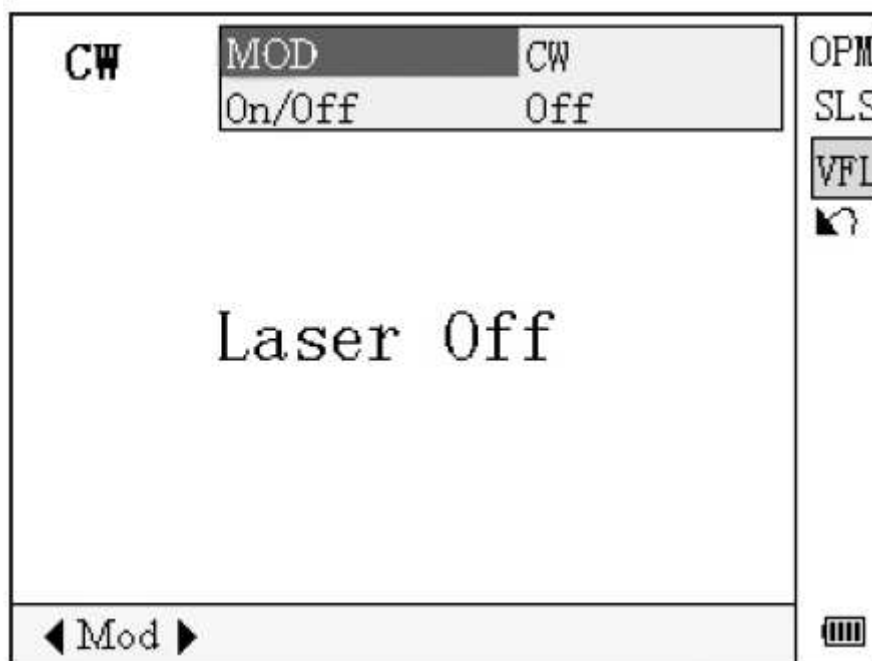 CW
MOD CW
On/Off Off
Laser Off
Mod
OPM
SLS
VFL